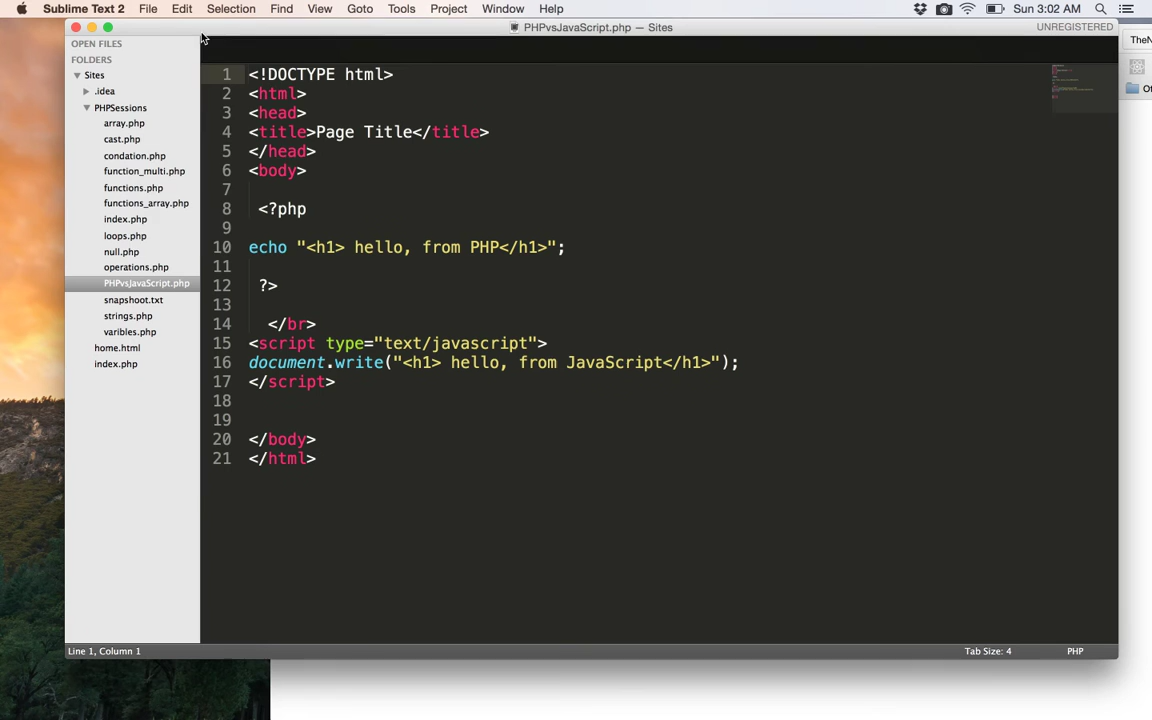 Sublime Text 2 File Edit Selection Find View Goto Tools Project Window Help Sun 3:02 AM
PHPvsJavaScript.php — Sites UNREGISTERED
OPEN FILES
FOLDERS
Sites
.idea
PHPSessions
array.php
cast.php
condation.php
function_multi.php
functions.php
functions_array.php
index.php
loops.php
null.php
operations.php
PHPvsJavaScript.php
snapshoot.txt
strings.php
varibles.php
home.html
index.php
1 <!DOCTYPE html>
2 <html>
3 <head>
4 <title>Page Title</title>
5 </head>
6 <body>
7
8 <?php
9
10 echo "<h1> hello, from PHP</h1>";
11
12 ?>
13
14 </br>
15 <script type="text/javascript">
16 document.write("<h1> hello, from JavaScript</h1>");
17 </script>
18
19
20 </body>
21 </html>
Line 1, Column 1 Tab Size: 4 PHP